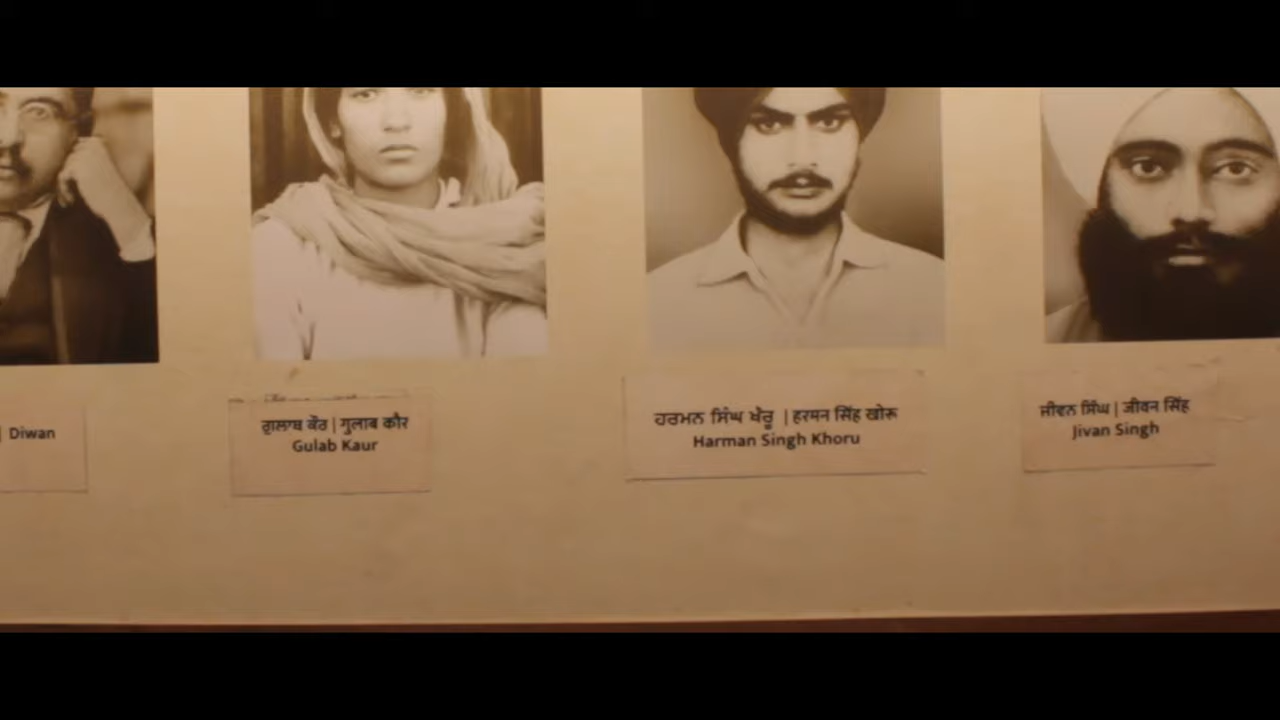 | Diwan
ਗੁਲਾਬ ਕੌਰ | गुलाब कौर
Gulab Kaur
ਹਰਮਨ ਸਿੰਘ ਖੌਰੂ | हरमन सिंह खोरू
Harman Singh Khoru
ਜੀਵਨ ਸਿੰਘ | जीवन सिंह
Jivan Singh